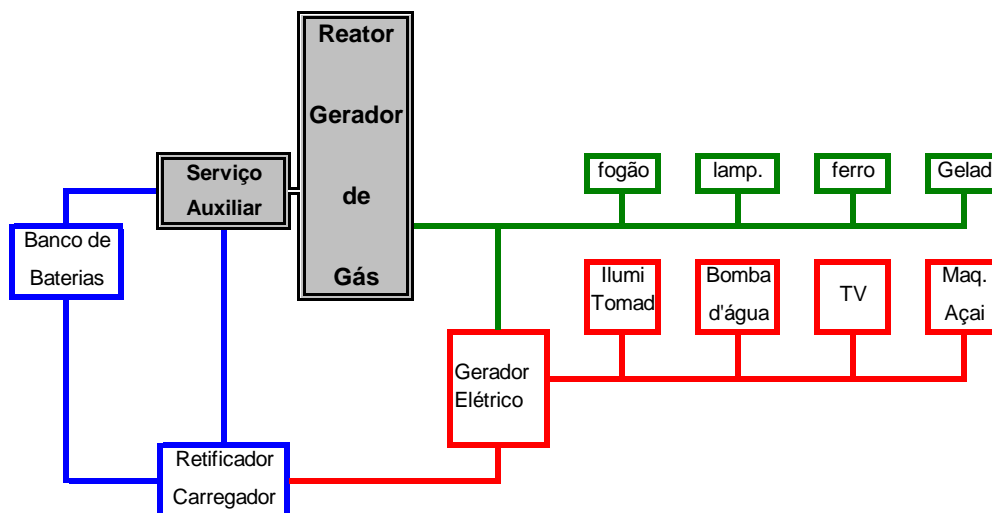 Reator
Gerador
de
Gás
Serviço
Auxiliar
fogão
lamp.
ferro
Gelad
Banco de
Baterias
Ilumi
Tomad
Bomba
d'água
TV
Maq.
Açai
Gerador
Elétrico
Retificador
Carregador